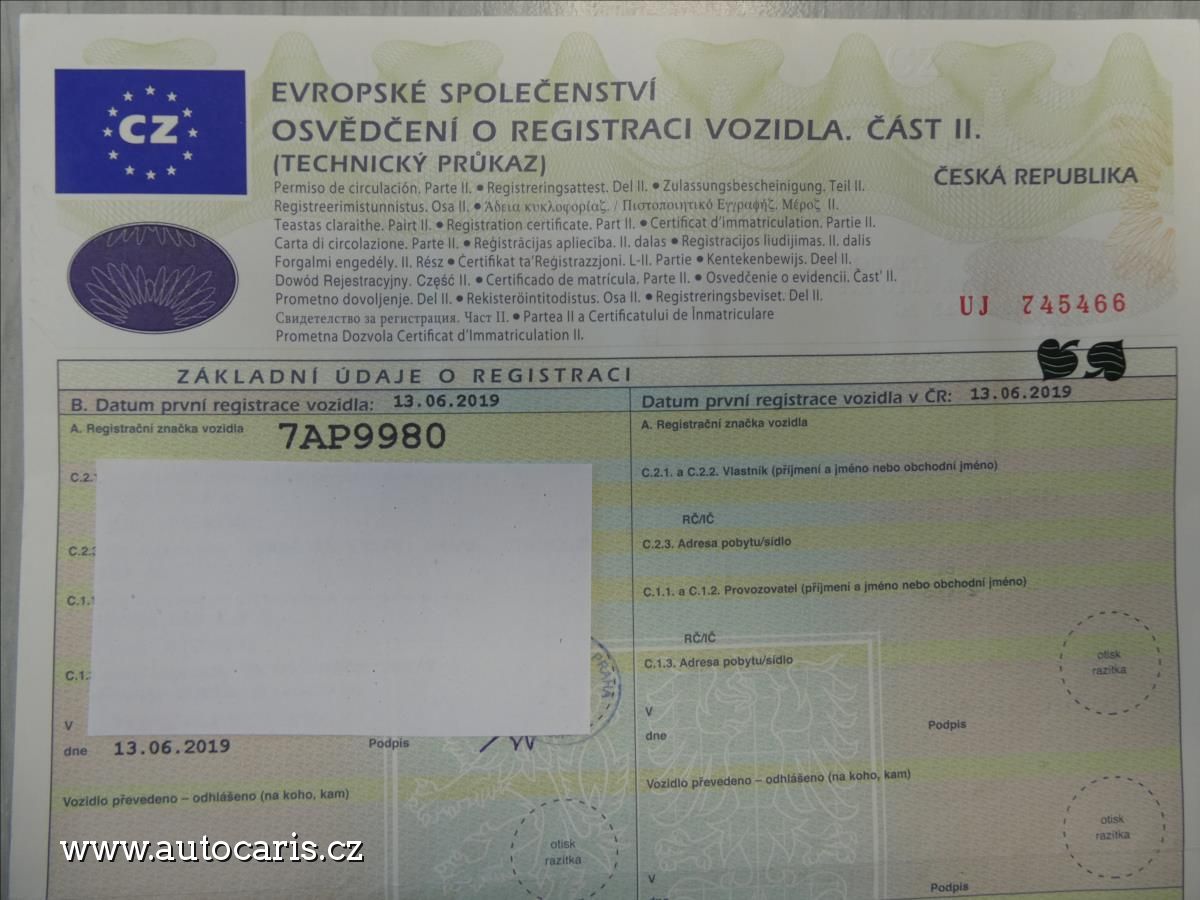 CZ
EVROPSKÉ SPOLEČENSTVÍ
OSVĚDČENÍ O REGISTRACI VOZIDLA. ČÁST II.
(TECHNICKÝ PRŮKAZ)
ČESKÁ REPUBLIKA
Permiso de circulación. Parte II. ● Registreringsattest. Del II. ● Zulassungsbescheinigung. Teil II.
Registreerimistunnistus. Osa II. ● Άδεια κυκλοφορίαζ. / Πιστοποιητικό Εγγραφήζ. Μέροζ II.
Teastas claraithe. Pairt II. ● Registration certificate. Part II. ● Certificat d'immatriculation. Partie II.
Carta di circolazione. Parte II. ● Reģistrācijas apliecība. II. dalas ● Registracijos liudijimas. II. dalis
Forgalmi engedély. II. Rész ● Ċertifikat ta'Reġistrazzjoni. L-II. Partie ● Kentekenbewijs. Deel II.
Dowód Rejestracyjny. Część II. ● Certificado de matrícula. Parte II. ● Osvedčenie o evidencii. Čast' II.
Prometno dovoljenje. Del II. ● Rekisteröintitodistus. Osa II. ● Registreringsbeviset. Del II.
Свидетелство за регистрация. Част II. ● Partea II a Certificatului de Înmatriculare
Prometna Dozvola Certificat d'Immatriculation II.
UJ 745466
ZÁKLADNÍ ÚDAJE O REGISTRACI
B. Datum první registrace vozidla: 13.06.2019
Datum první registrace vozidla v ČR: 13.06.2019
A. Registrační značka vozidla 7AP9980
C.2.
C.2.
C.1.
C.1.
V
dne 13.06.2019 Podpis
PRAHA
Vozidlo převedeno – odhlášeno (na koho, kam)
otisk
razítka
A. Registrační značka vozidla
C.2.1. a C.2.2. Vlastník (příjmení a jméno nebo obchodní jméno)
RČ/IČ
C.2.3. Adresa pobytu/sídlo
C.1.1. a C.1.2. Provozovatel (příjmení a jméno nebo obchodní jméno)
RČ/IČ
C.1.3. Adresa pobytu/sídlo
otisk
razítka
V
dne
Podpis
Vozidlo převedeno – odhlášeno (na koho, kam)
otisk
razítka
V
Podpis
www.autocaris.cz